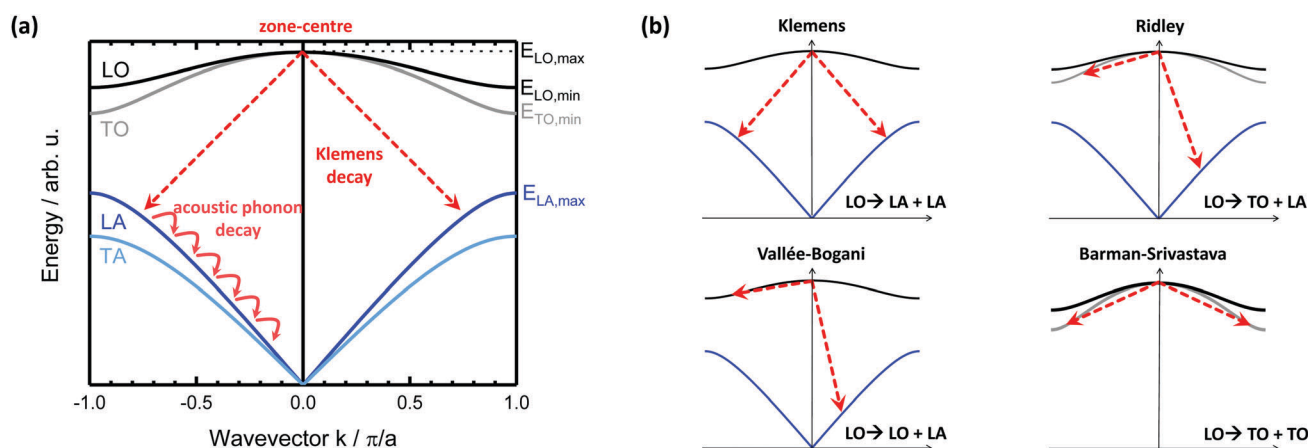 (a)
zone-centre
LO
TO
E_LO,max
E_LO,min
E_TO,min
Klemens
decay
acoustic phonon
decay
LA
TA
E_LA,max
Energy / arb. u.
-1.0
-0.5
0.0
0.5
1.0
Wavevector k / π/a
(b)
Klemens
LO→ LA + LA
Ridley
LO→ TO + LA
Vallée-Bogani
LO→ LO + LA
Barman-Srivastava
LO→ TO + TO